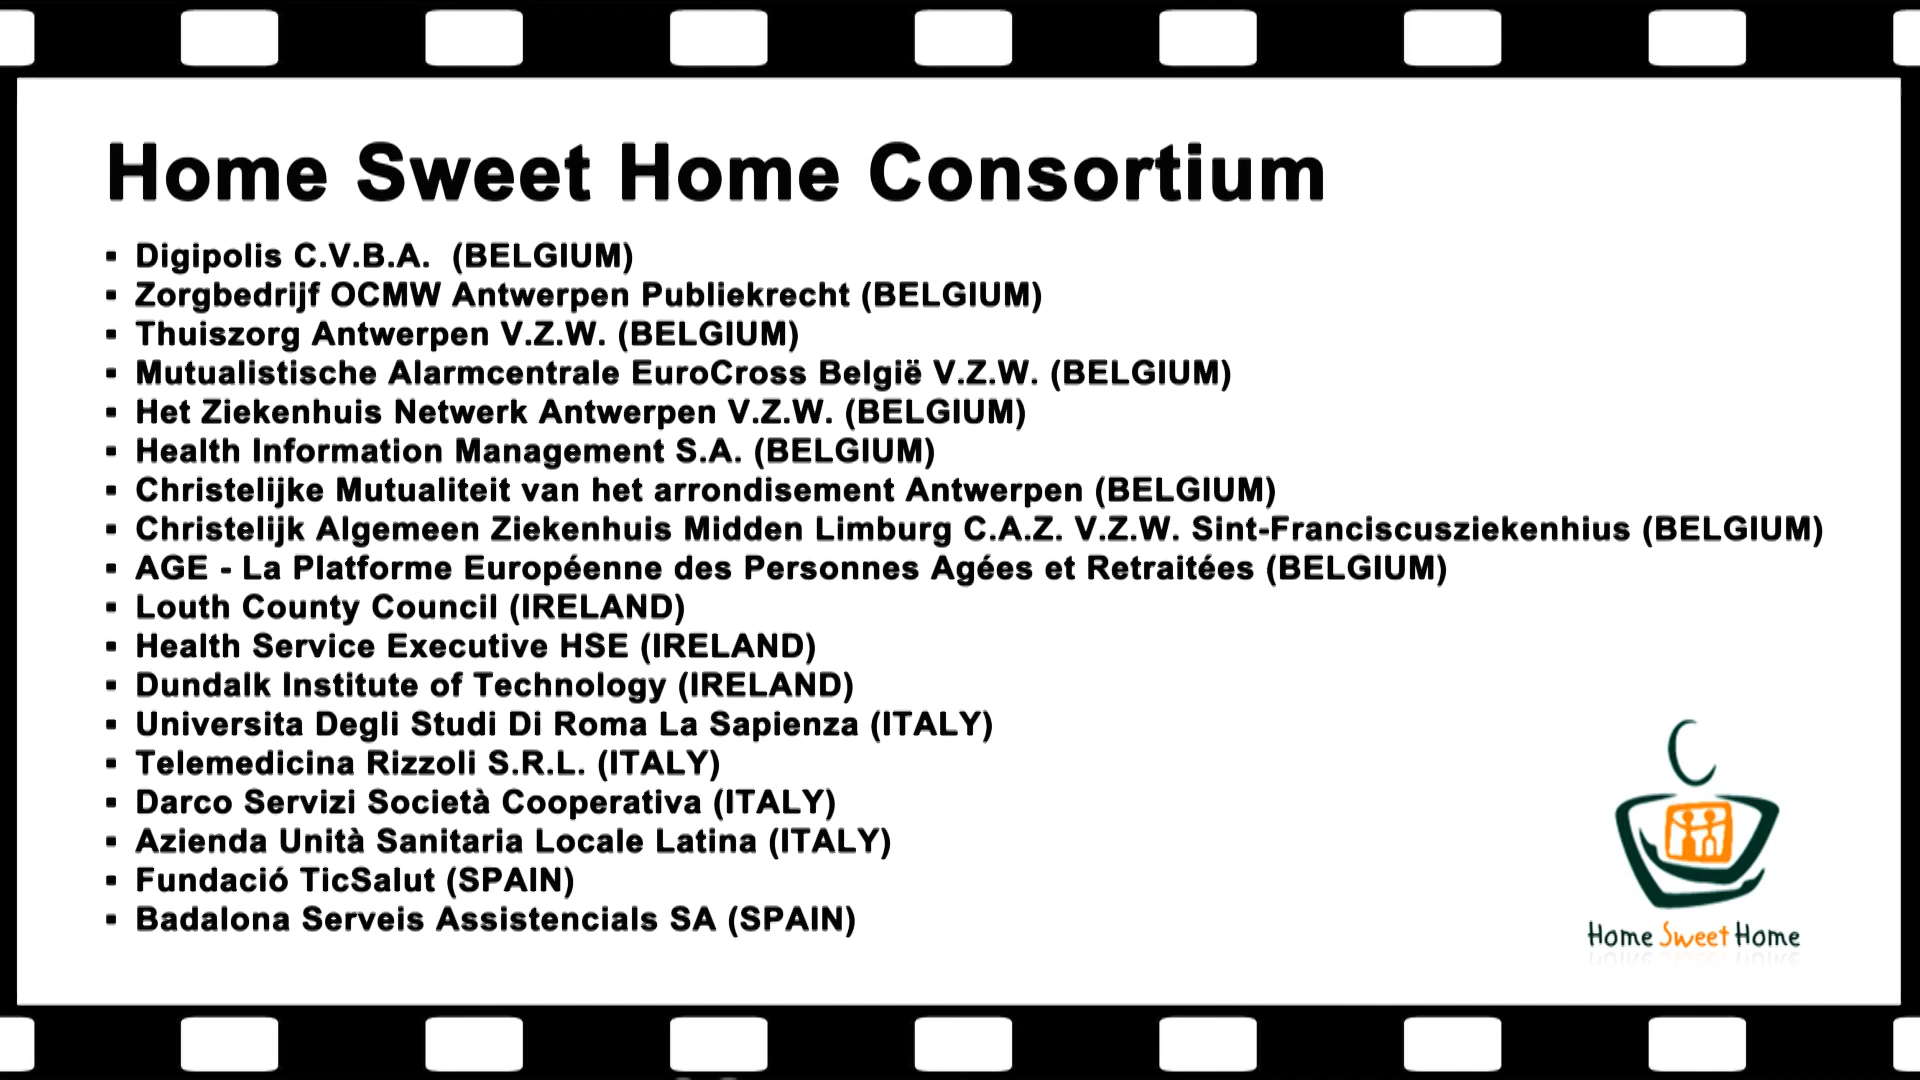 Home Sweet Home Consortium
▪ Digipolis C.V.B.A.  (BELGIUM)
▪ Zorgbedrijf OCMW Antwerpen Publiekrecht (BELGIUM)
▪ Thuiszorg Antwerpen V.Z.W. (BELGIUM)
▪ Mutualistische Alarmcentrale EuroCross België V.Z.W. (BELGIUM)
▪ Het Ziekenhuis Netwerk Antwerpen V.Z.W. (BELGIUM)
▪ Health Information Management S.A. (BELGIUM)
▪ Christelijke Mutualiteit van het arrondisement Antwerpen (BELGIUM)
▪ Christelijk Algemeen Ziekenhuis Midden Limburg C.A.Z. V.Z.W. Sint-Franciscusziekenhius (BELGIUM)
▪ AGE - La Platforme Européenne des Personnes Agées et Retraitées (BELGIUM)
▪ Louth County Council (IRELAND)
▪ Health Service Executive HSE (IRELAND)
▪ Dundalk Institute of Technology (IRELAND)
▪ Universita Degli Studi Di Roma La Sapienza (ITALY)
▪ Telemedicina Rizzoli S.R.L. (ITALY)
▪ Darco Servizi Società Cooperativa (ITALY)
▪ Azienda Unità Sanitaria Locale Latina (ITALY)
▪ Fundació TicSalut (SPAIN)
▪ Badalona Serveis Assistencials SA (SPAIN)
Home Sweet Home